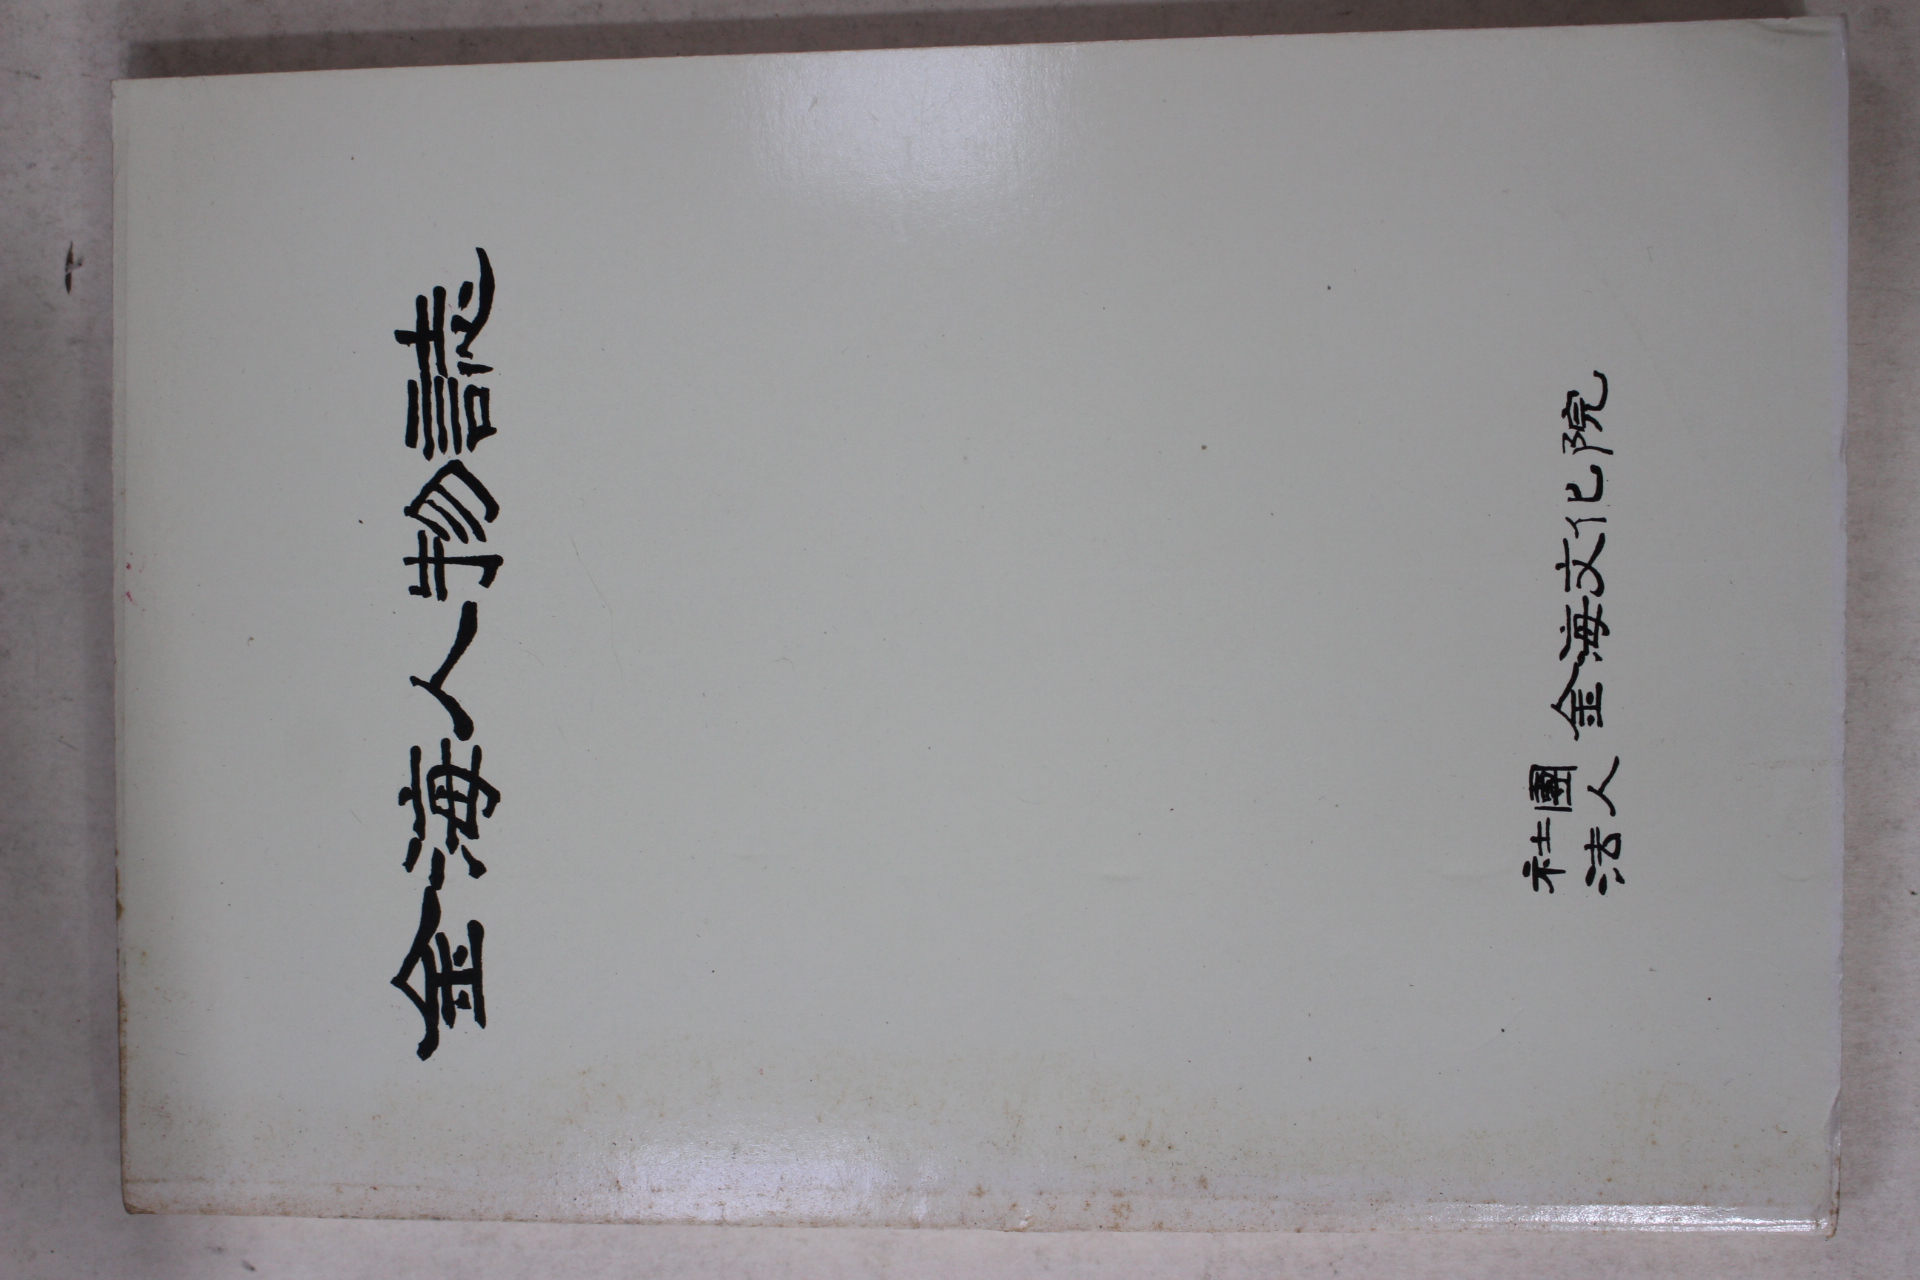 金海人物誌
社團
法人 金海文化院